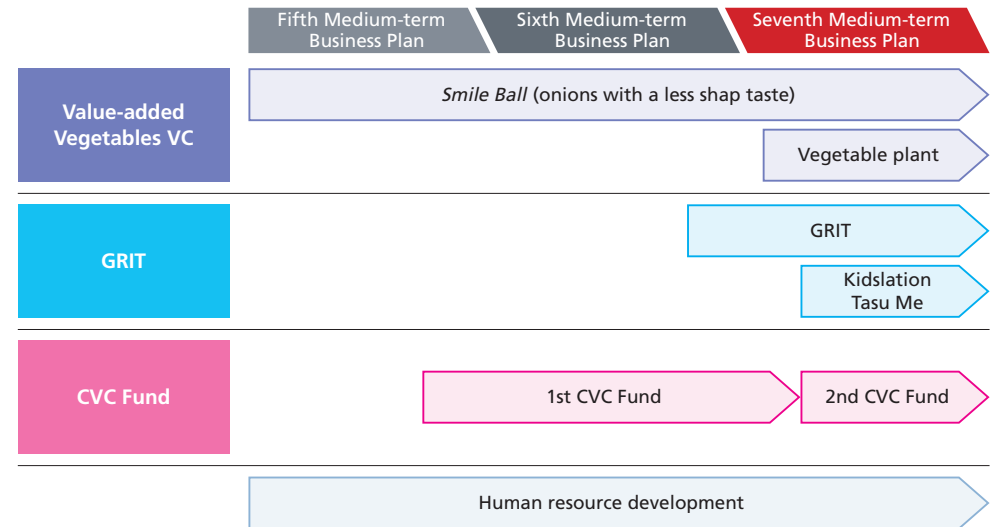 Fifth Medium-term
Business Plan
Sixth Medium-term
Business Plan
Seventh Medium-term
Business Plan
Value-added
Vegetables VC
Smile Ball (onions with a less shap taste)
Vegetable plant
GRIT
GRIT
Kidslation
Tasu Me
CVC Fund
1st CVC Fund
2nd CVC Fund
Human resource development